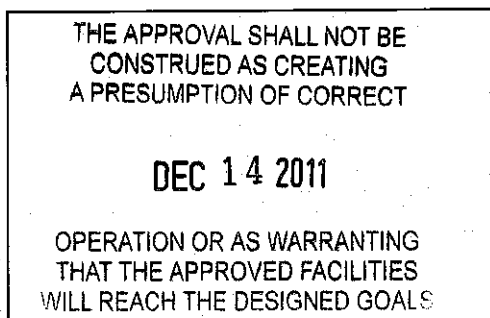 THE APPROVAL SHALL NOT BE
CONSTRUED AS CREATING
A PRESUMPTION OF CORRECT
DEC 14 2011
OPERATION OR AS WARRANTING
THAT THE APPROVED FACILITIES
WILL REACH THE DESIGNED GOALS